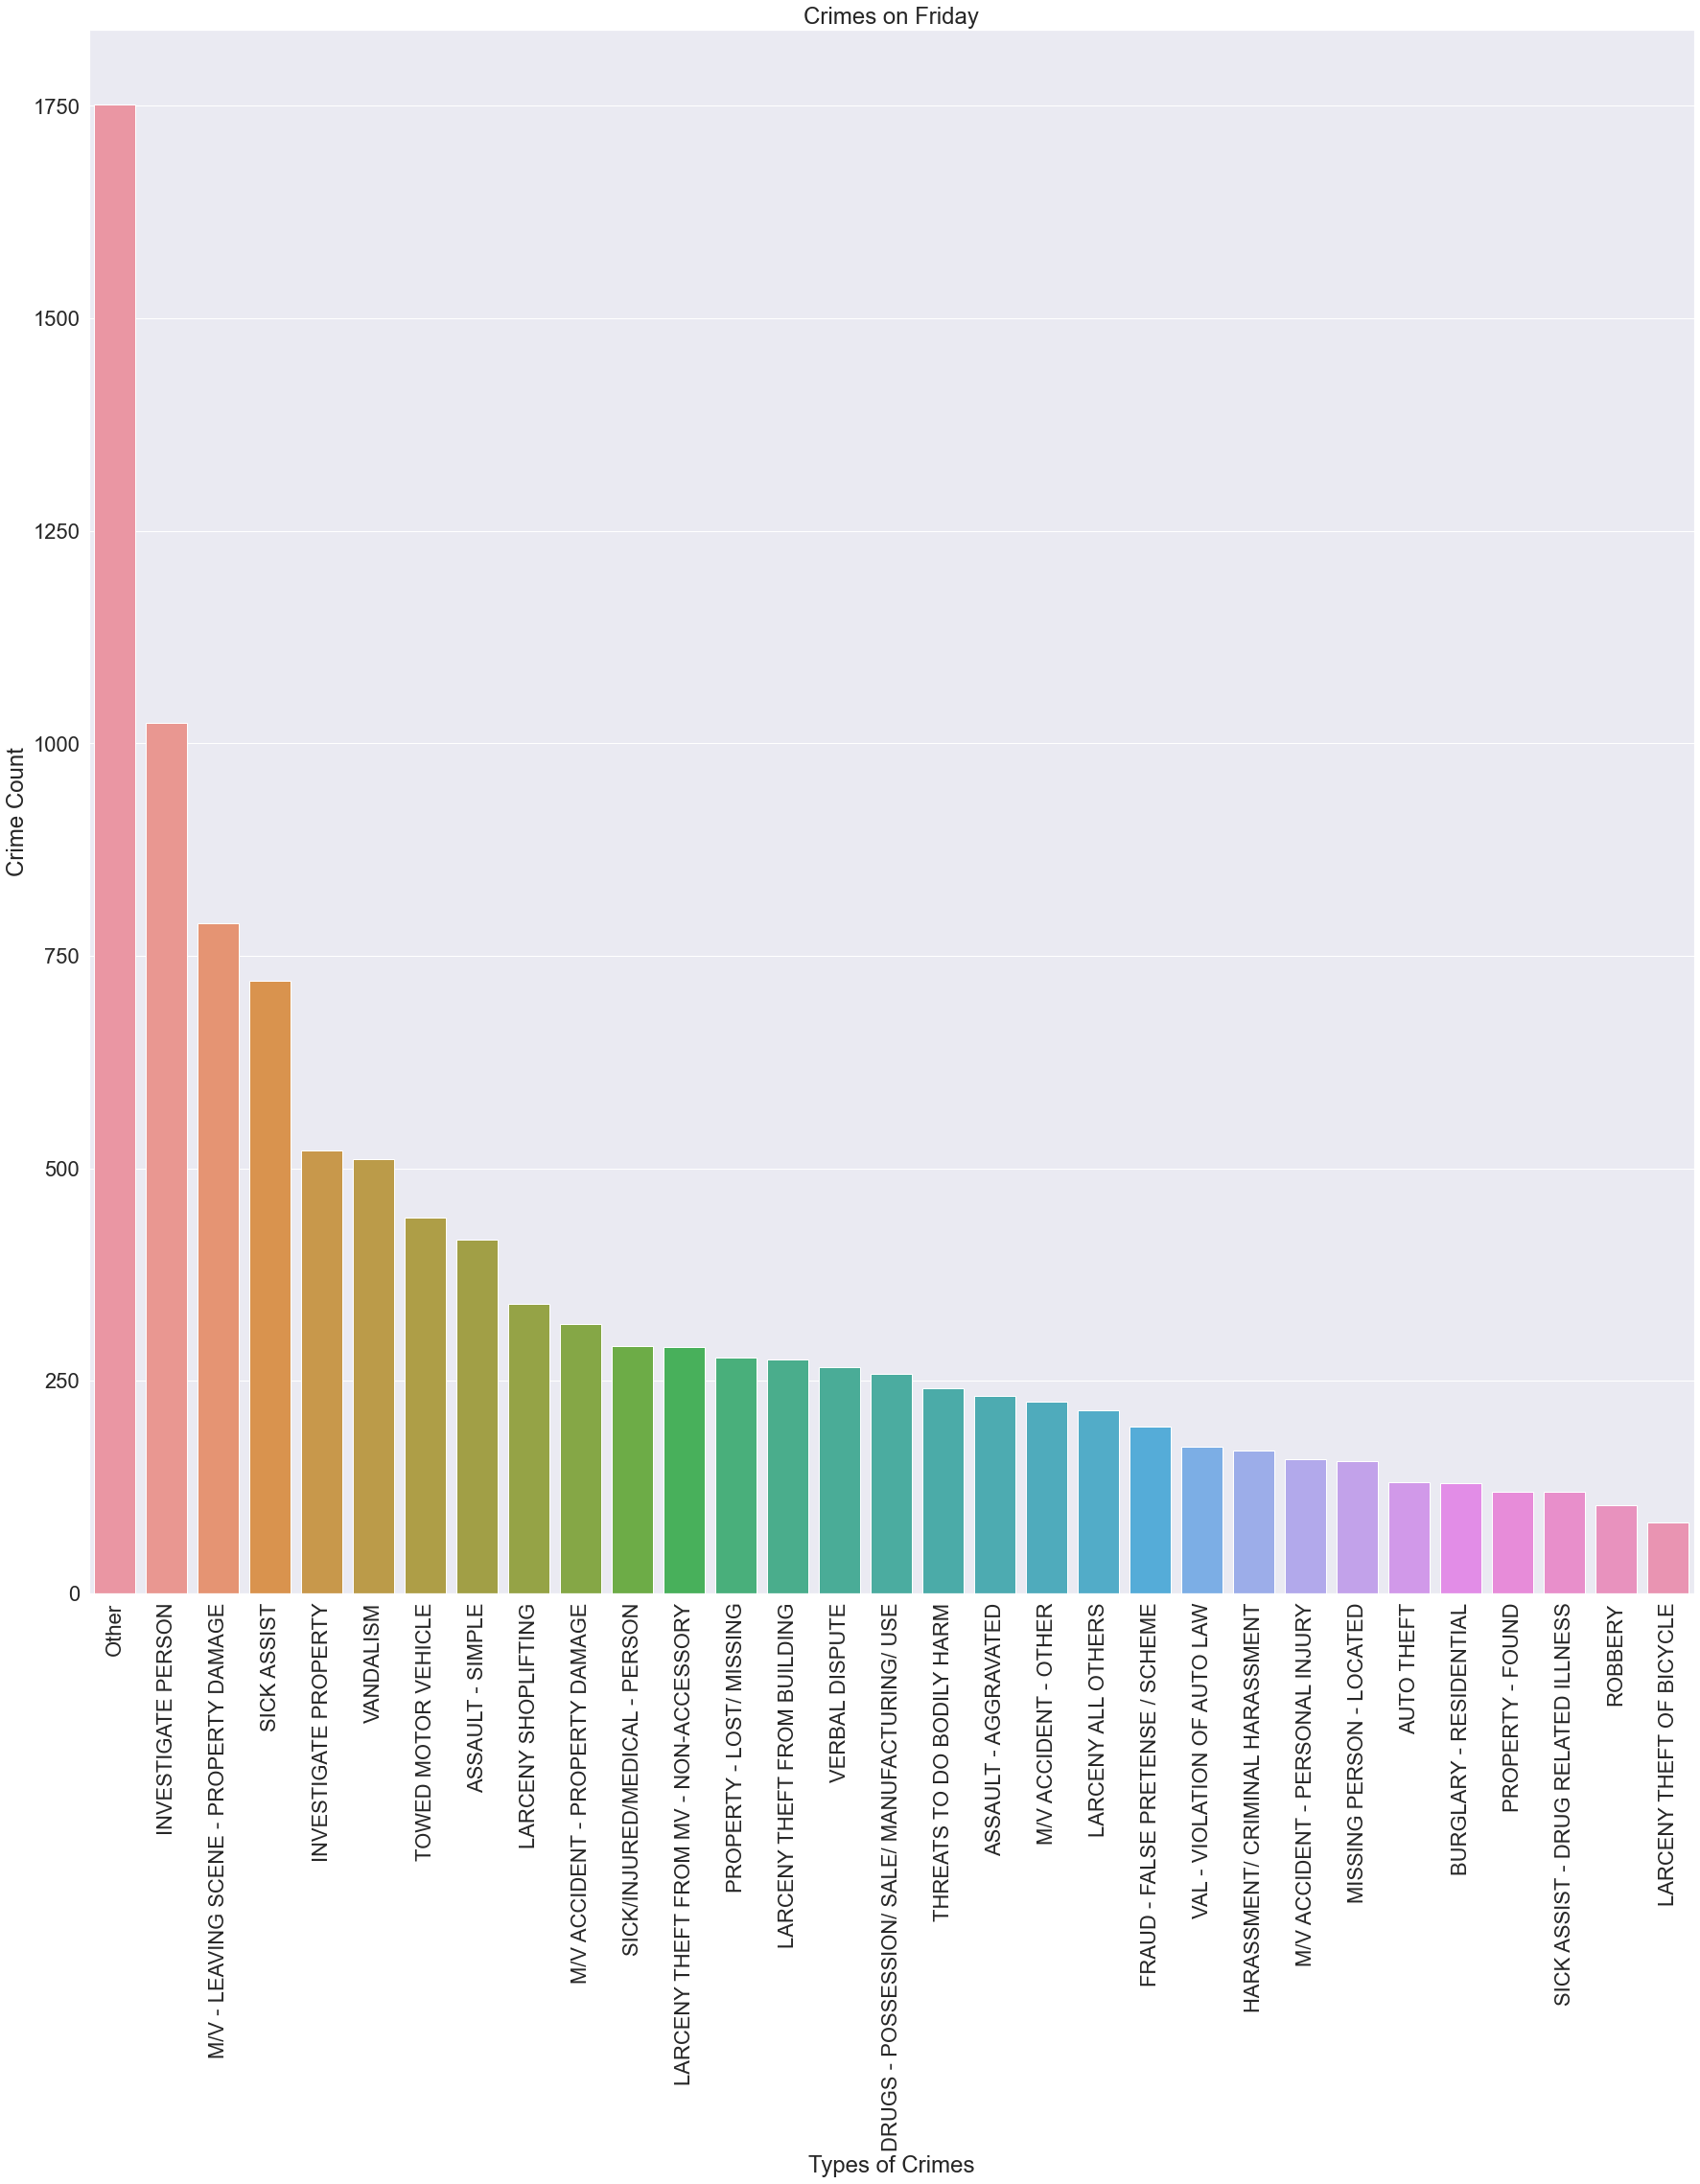 Crimes on Friday
Crime Count
1750
1500
1250
1000
750
500
250
0
Other
INVESTIGATE PERSON
M/V - LEAVING SCENE - PROPERTY DAMAGE
SICK ASSIST
INVESTIGATE PROPERTY
VANDALISM
TOWED MOTOR VEHICLE
ASSAULT - SIMPLE
LARCENY SHOPLIFTING
M/V ACCIDENT - PROPERTY DAMAGE
SICK/INJURED/MEDICAL - PERSON
LARCENY THEFT FROM MV - NON-ACCESSORY
PROPERTY - LOST/ MISSING
LARCENY THEFT FROM BUILDING
VERBAL DISPUTE
DRUGS - POSSESSION/ SALE/ MANUFACTURING/ USE
THREATS TO DO BODILY HARM
ASSAULT - AGGRAVATED
M/V ACCIDENT - OTHER
LARCENY ALL OTHERS
FRAUD - FALSE PRETENSE / SCHEME
VAL - VIOLATION OF AUTO LAW
HARASSMENT/ CRIMINAL HARASSMENT
M/V ACCIDENT - PERSONAL INJURY
MISSING PERSON - LOCATED
AUTO THEFT
BURGLARY - RESIDENTIAL
PROPERTY - FOUND
SICK ASSIST - DRUG RELATED ILLNESS
ROBBERY
LARCENY THEFT OF BICYCLE
Types of Crimes